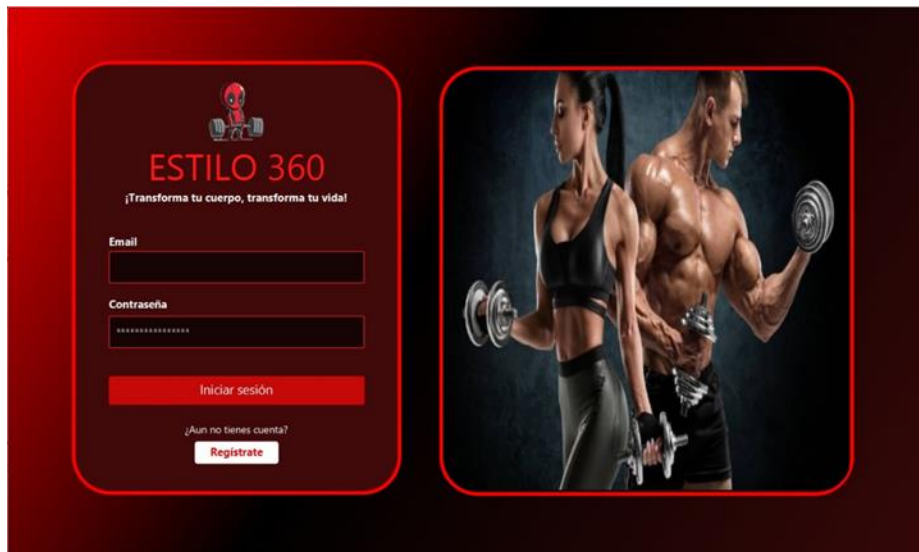 ESTILO 360
¡Transforma tu cuerpo, transforma tu vida!
Email
Contraseña
****************
Iniciar sesión
¿Aun no tienes cuenta?
Regístrate